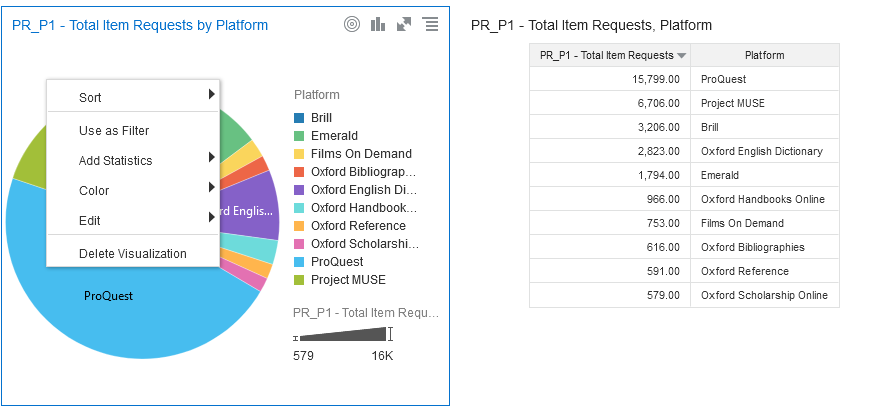 PR_P1 - Total Item Requests by Platform
Sort
Use as Filter
Add Statistics
Color
Edit
Delete Visualization
rd Englis...
ProQuest
Platform
Brill
Emerald
Films On Demand
Oxford Bibliograp...
Oxford English Di...
Oxford Handbook...
Oxford Reference
Oxford Scholarshi...
ProQuest
Project MUSE
PR_P1 - Total Item Requ...
579 16K
PR_P1 - Total Item Requests, Platform
PR_P1 - Total Item Requests Platform
15,799.00 ProQuest
6,706.00 Project MUSE
3,206.00 Brill
2,823.00 Oxford English Dictionary
1,794.00 Emerald
966.00 Oxford Handbooks Online
753.00 Films On Demand
616.00 Oxford Bibliographies
591.00 Oxford Reference
579.00 Oxford Scholarship Online